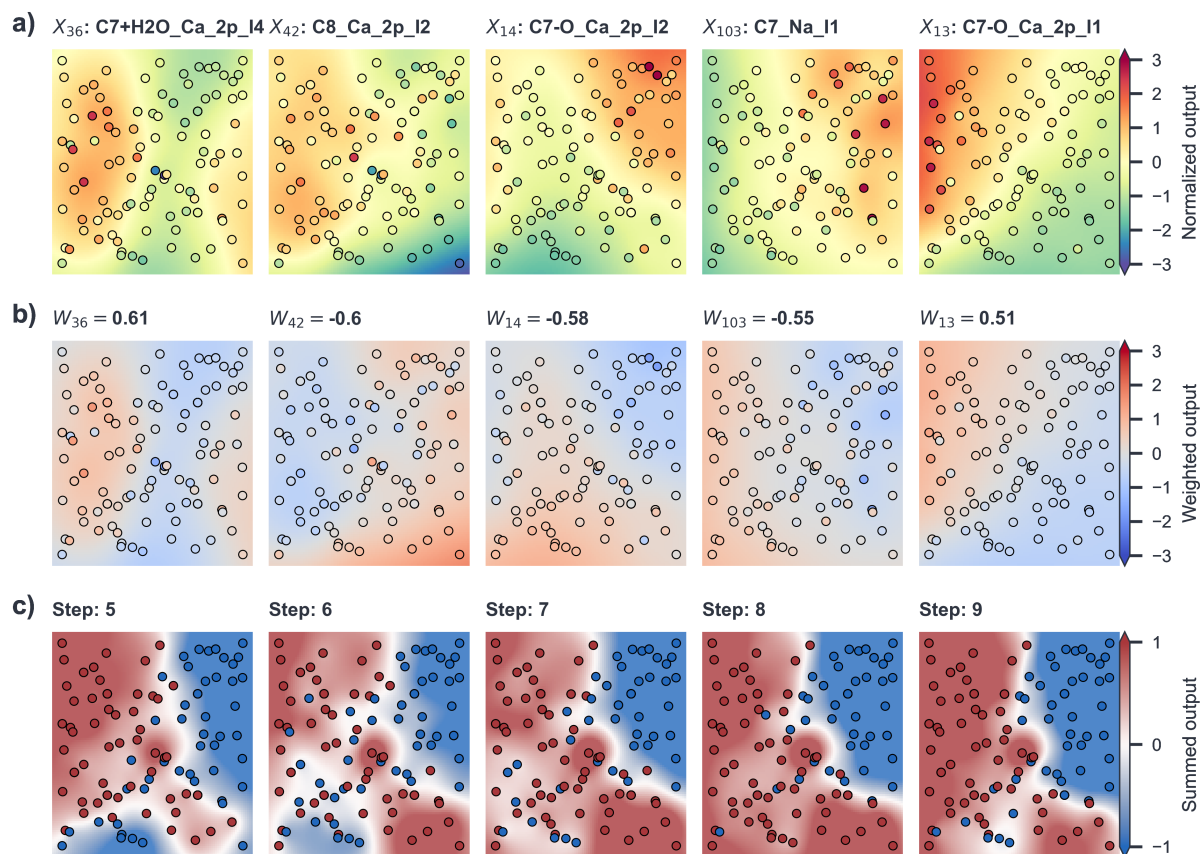 a) X36: C7+H2O_Ca_2p_I4 X42: C8_Ca_2p_I2 X14: C7-O_Ca_2p_I2 X103: C7_Na_I1 X13: C7-O_Ca_2p_I1
3
2
1
0
−1
−2
−3
Normalized output
b) W36 = 0.61 W42 = -0.6 W14 = -0.58 W103 = -0.55 W13 = 0.51
3
2
1
0
−1
−2
−3
Weighted output
c) Step: 5 Step: 6 Step: 7 Step: 8 Step: 9
1
0
−1
Summed output